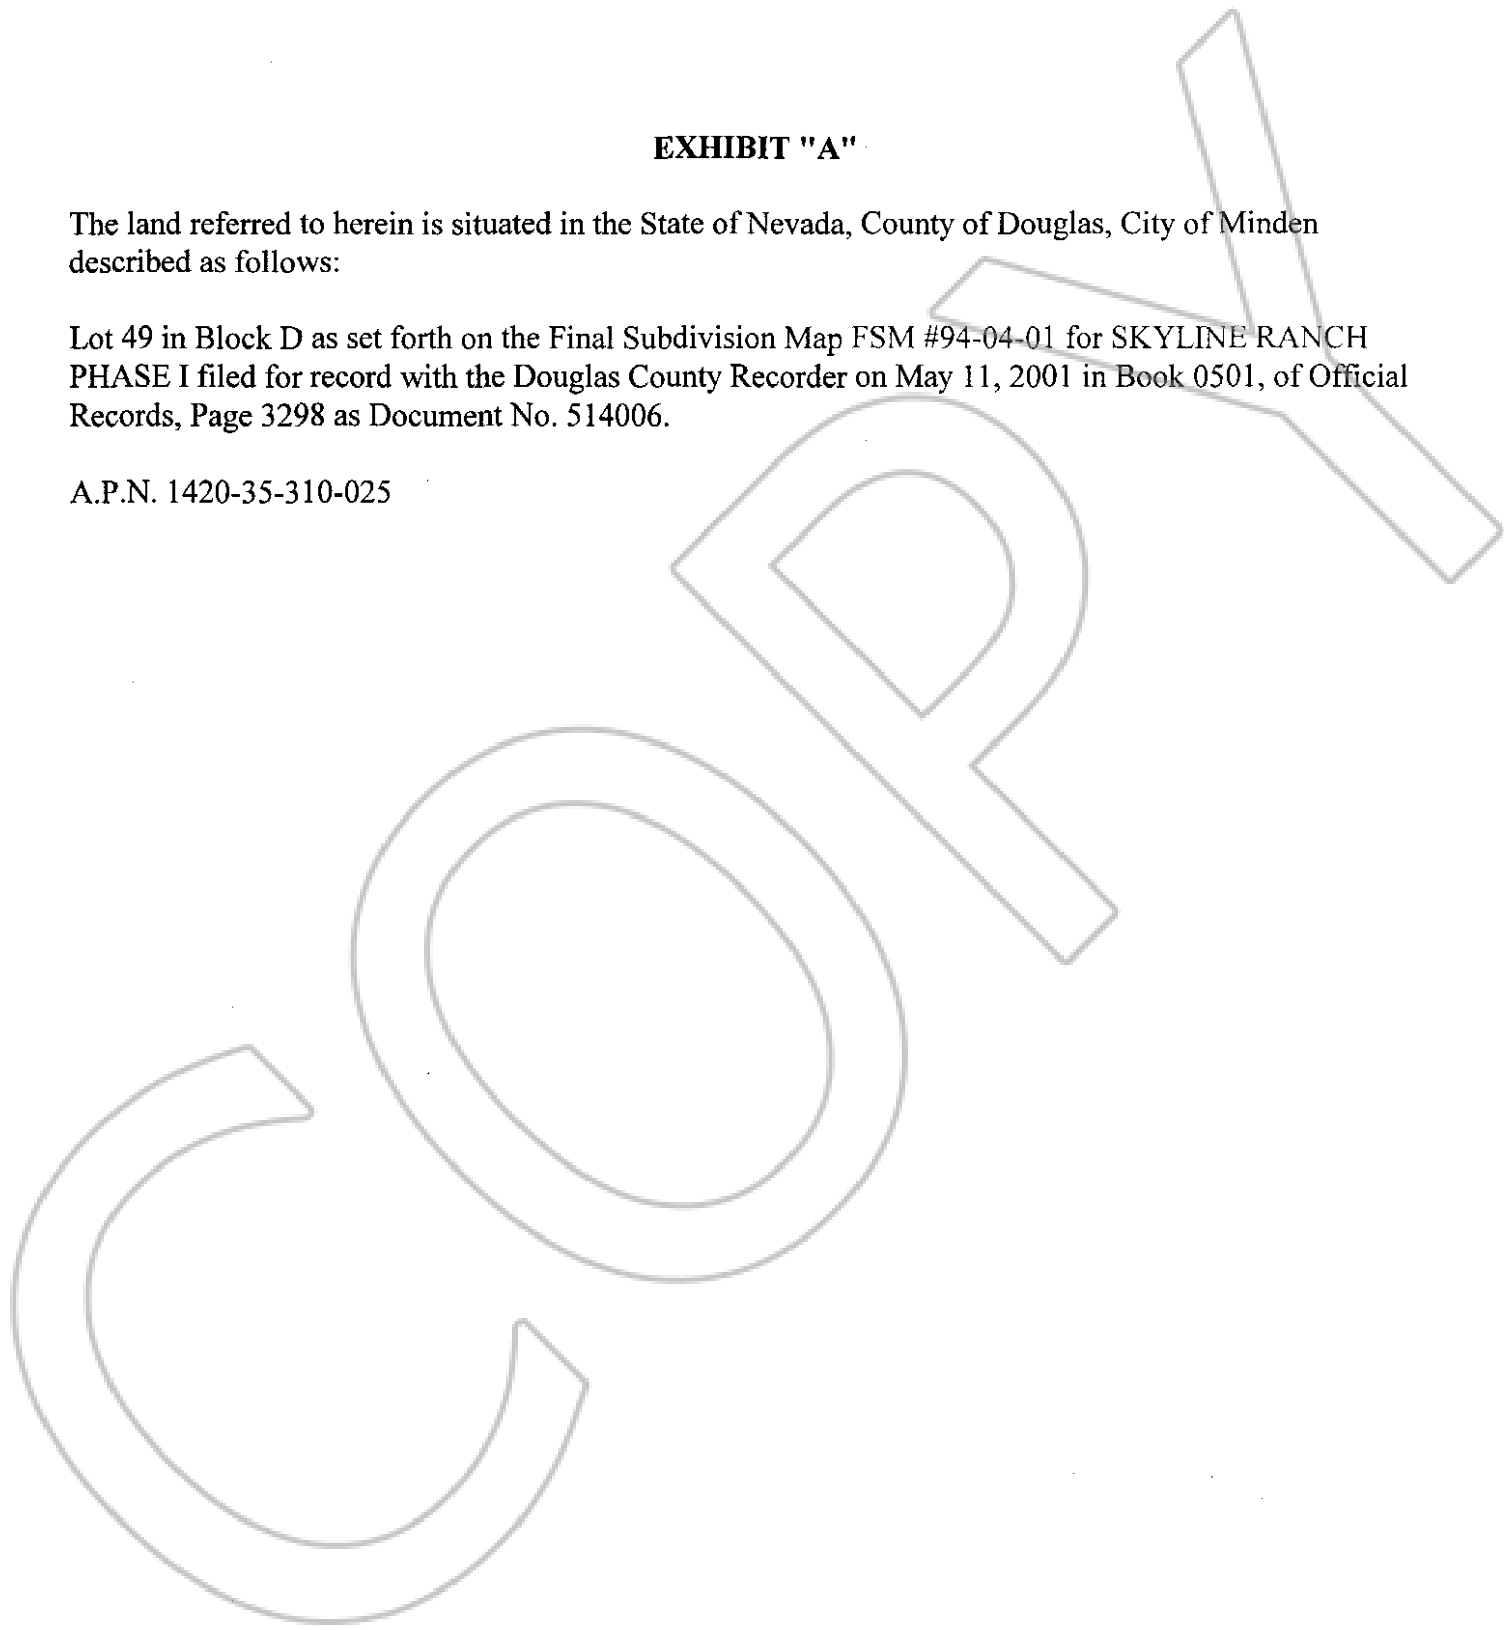 EXHIBIT "A"
The land referred to herein is situated in the State of Nevada, County of Douglas, City of Minden
described as follows:
Lot 49 in Block D as set forth on the Final Subdivision Map FSM #94-04-01 for SKYLINE RANCH
PHASE I filed for record with the Douglas County Recorder on May 11, 2001 in Book 0501, of Official
Records, Page 3298 as Document No. 514006.
A.P.N. 1420-35-310-025
COPY